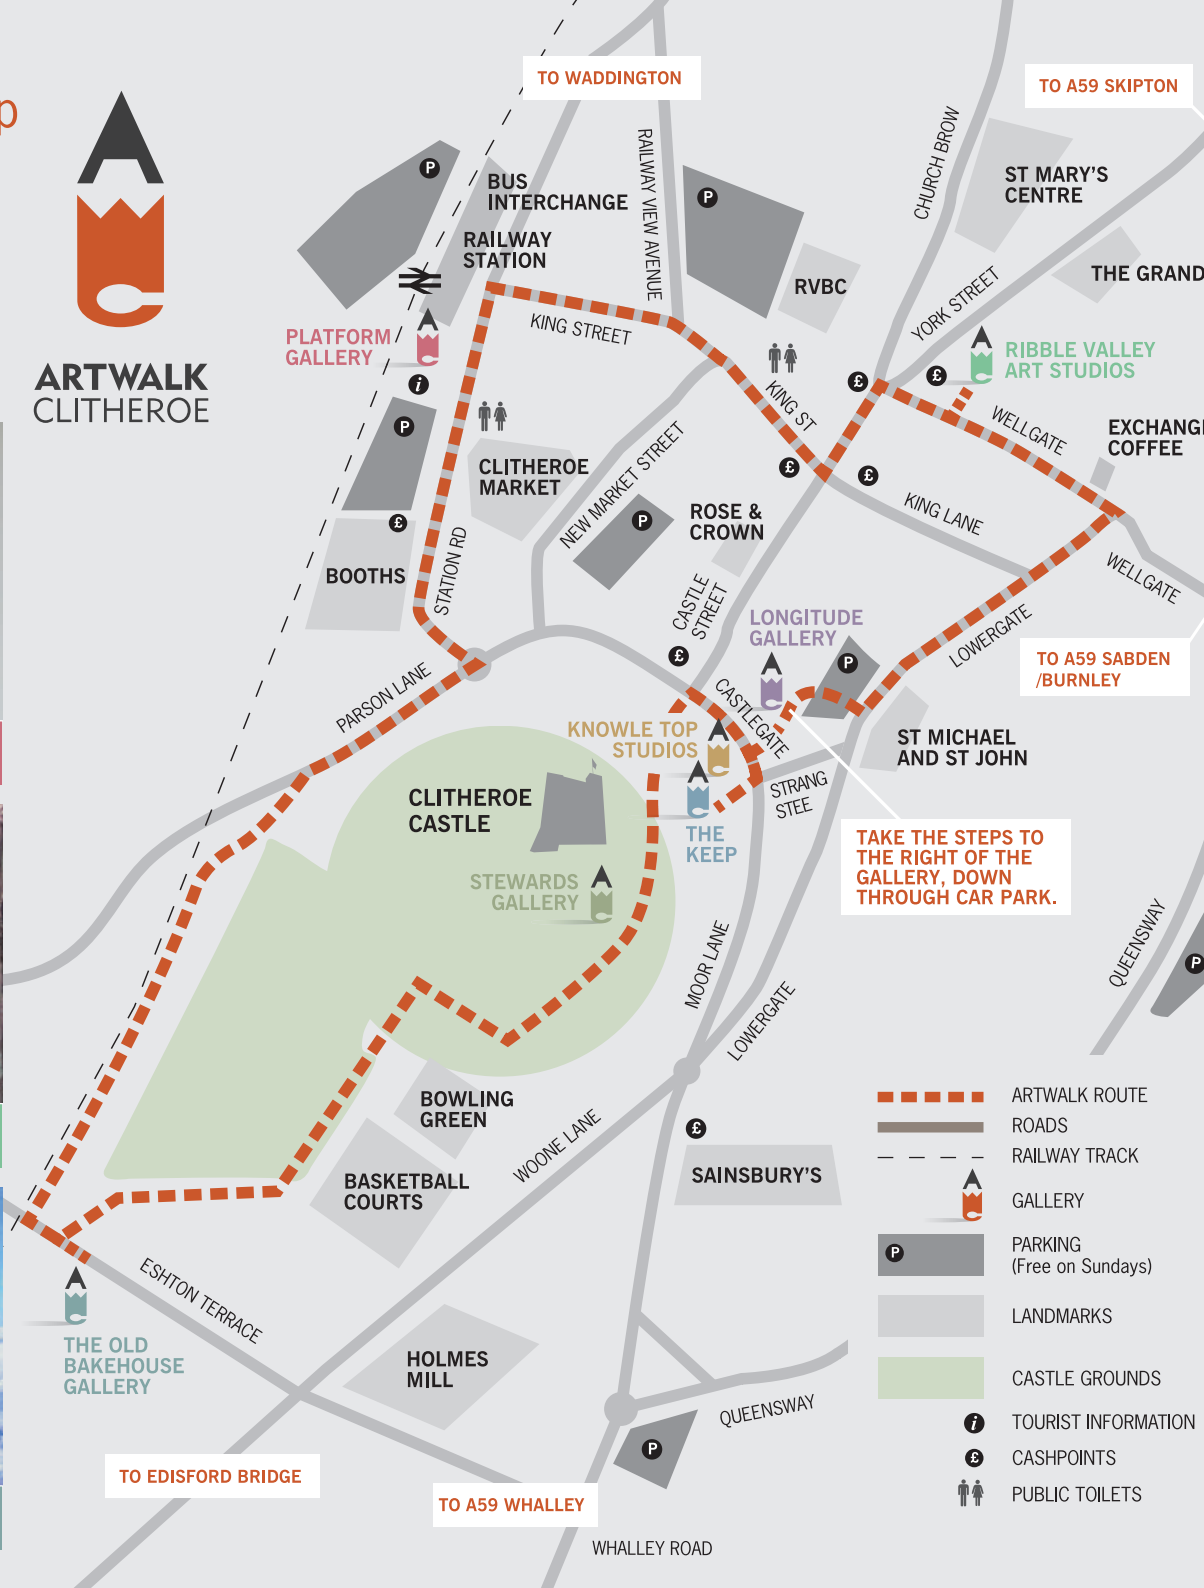 p
ARTWALK
CLITHEROE
TO WADDINGTON
TO A59 SKIPTON
P
BUS
INTERCHANGE
RAILWAY
STATION
RAILWAY VIEW AVENUE
P
RVBC
CHURCH BROW
ST MARY'S
CENTRE
THE GRAND
YORK STREET
PLATFORM
GALLERY
KING STREET
KING ST
RIBBLE VALLEY
ART STUDIOS
£
£
i
P
CLITHEROE
MARKET
NEW MARKET STREET
P
ROSE &
CROWN
£
£
KING LANE
WELLGATE
EXCHANGE
COFFEE
WELLGATE
£
BOOTHS
STATION RD
CASTLE
STREET
£
LONGITUDE
GALLERY
P
LOWERGATE
TO A59 SABDEN
/BURNLEY
PARSON LANE
CASTLEGATE
KNOWLE TOP
STUDIOS
ST MICHAEL
AND ST JOHN
STRANG
STEE
CLITHEROE
CASTLE
THE
KEEP
TAKE THE STEPS TO
THE RIGHT OF THE
GALLERY, DOWN
THROUGH CAR PARK.
STEWARDS
GALLERY
MOOR LANE
LOWERGATE
QUEENSWAY
P
BOWLING
GREEN
BASKETBALL
COURTS
WOONE LANE
£
SAINSBURY'S
ESHTON TERRACE
THE OLD
BAKEHOUSE
GALLERY
HOLMES
MILL
QUEENSWAY
P
TO EDISFORD BRIDGE
TO A59 WHALLEY
WHALLEY ROAD
ARTWALK ROUTE
ROADS
RAILWAY TRACK
GALLERY
P
PARKING
(Free on Sundays)
LANDMARKS
CASTLE GROUNDS
i
TOURIST INFORMATION
£
CASHPOINTS
PUBLIC TOILETS